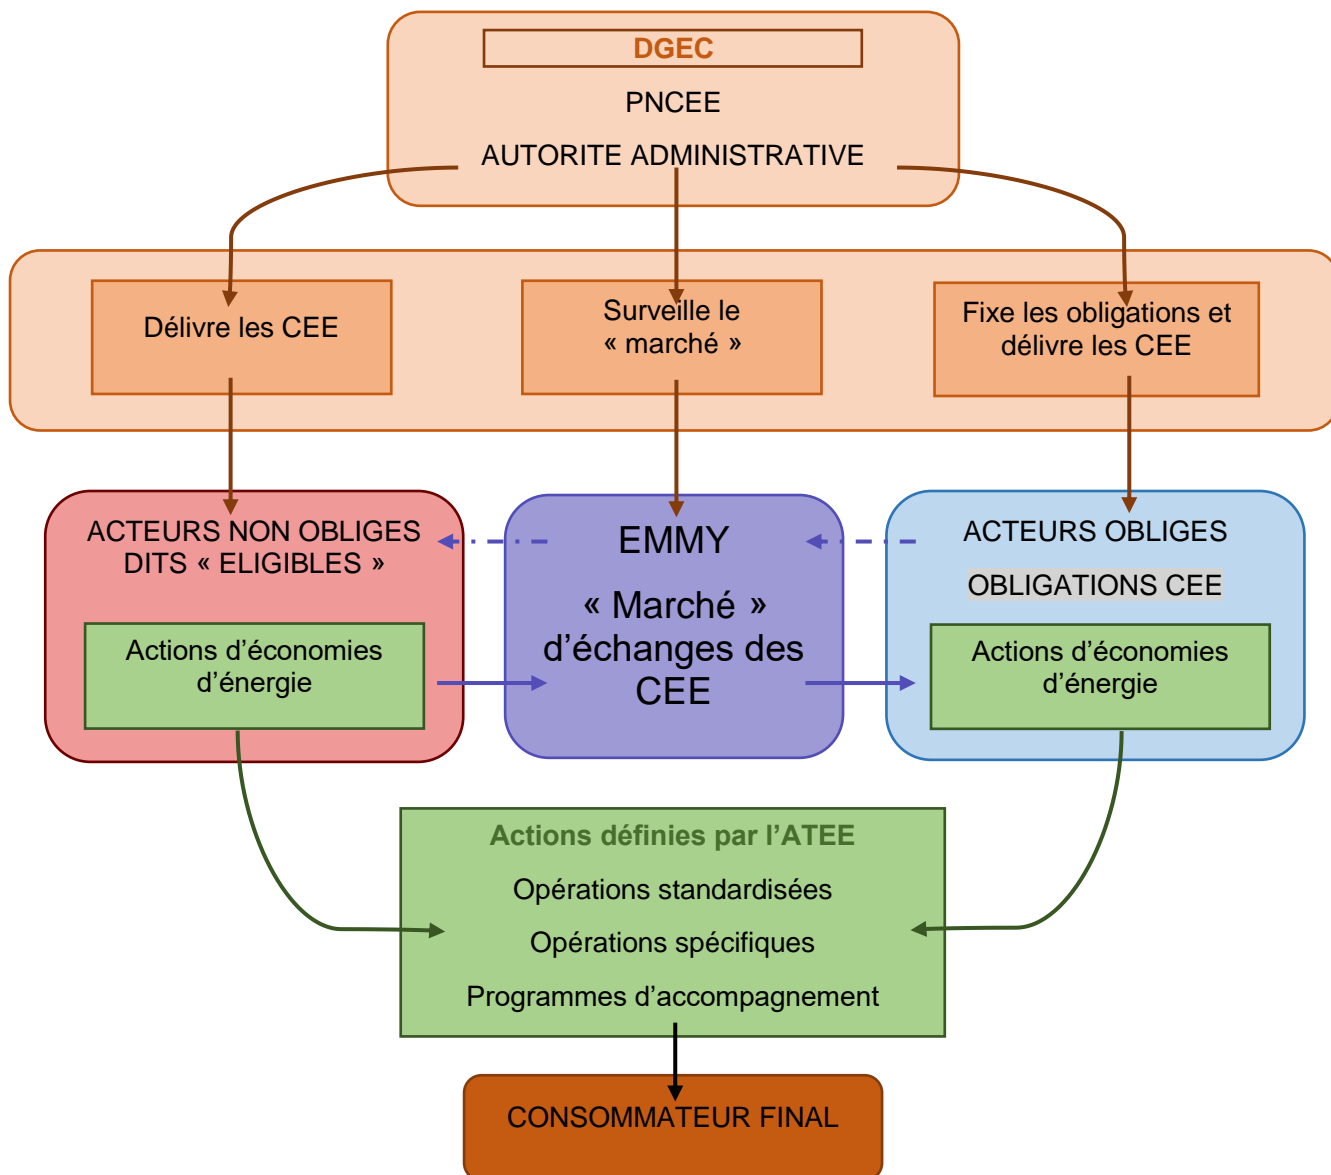 DGEC
PNCEE
AUTORITE ADMINISTRATIVE
Délivre les CEE
Surveille le
« marché »
Fixe les obligations et
délivre les CEE
ACTEURS NON OBLIGES
DITS « ELIGIBLES »
Actions d’économies
d’énergie
EMMY
« Marché »
d’échanges des
CEE
ACTEURS OBLIGES
OBLIGATIONS CEE
Actions d’économies
d’énergie
Actions définies par l’ATEE
Opérations standardisées
Opérations spécifiques
Programmes d’accompagnement
CONSOMMATEUR FINAL